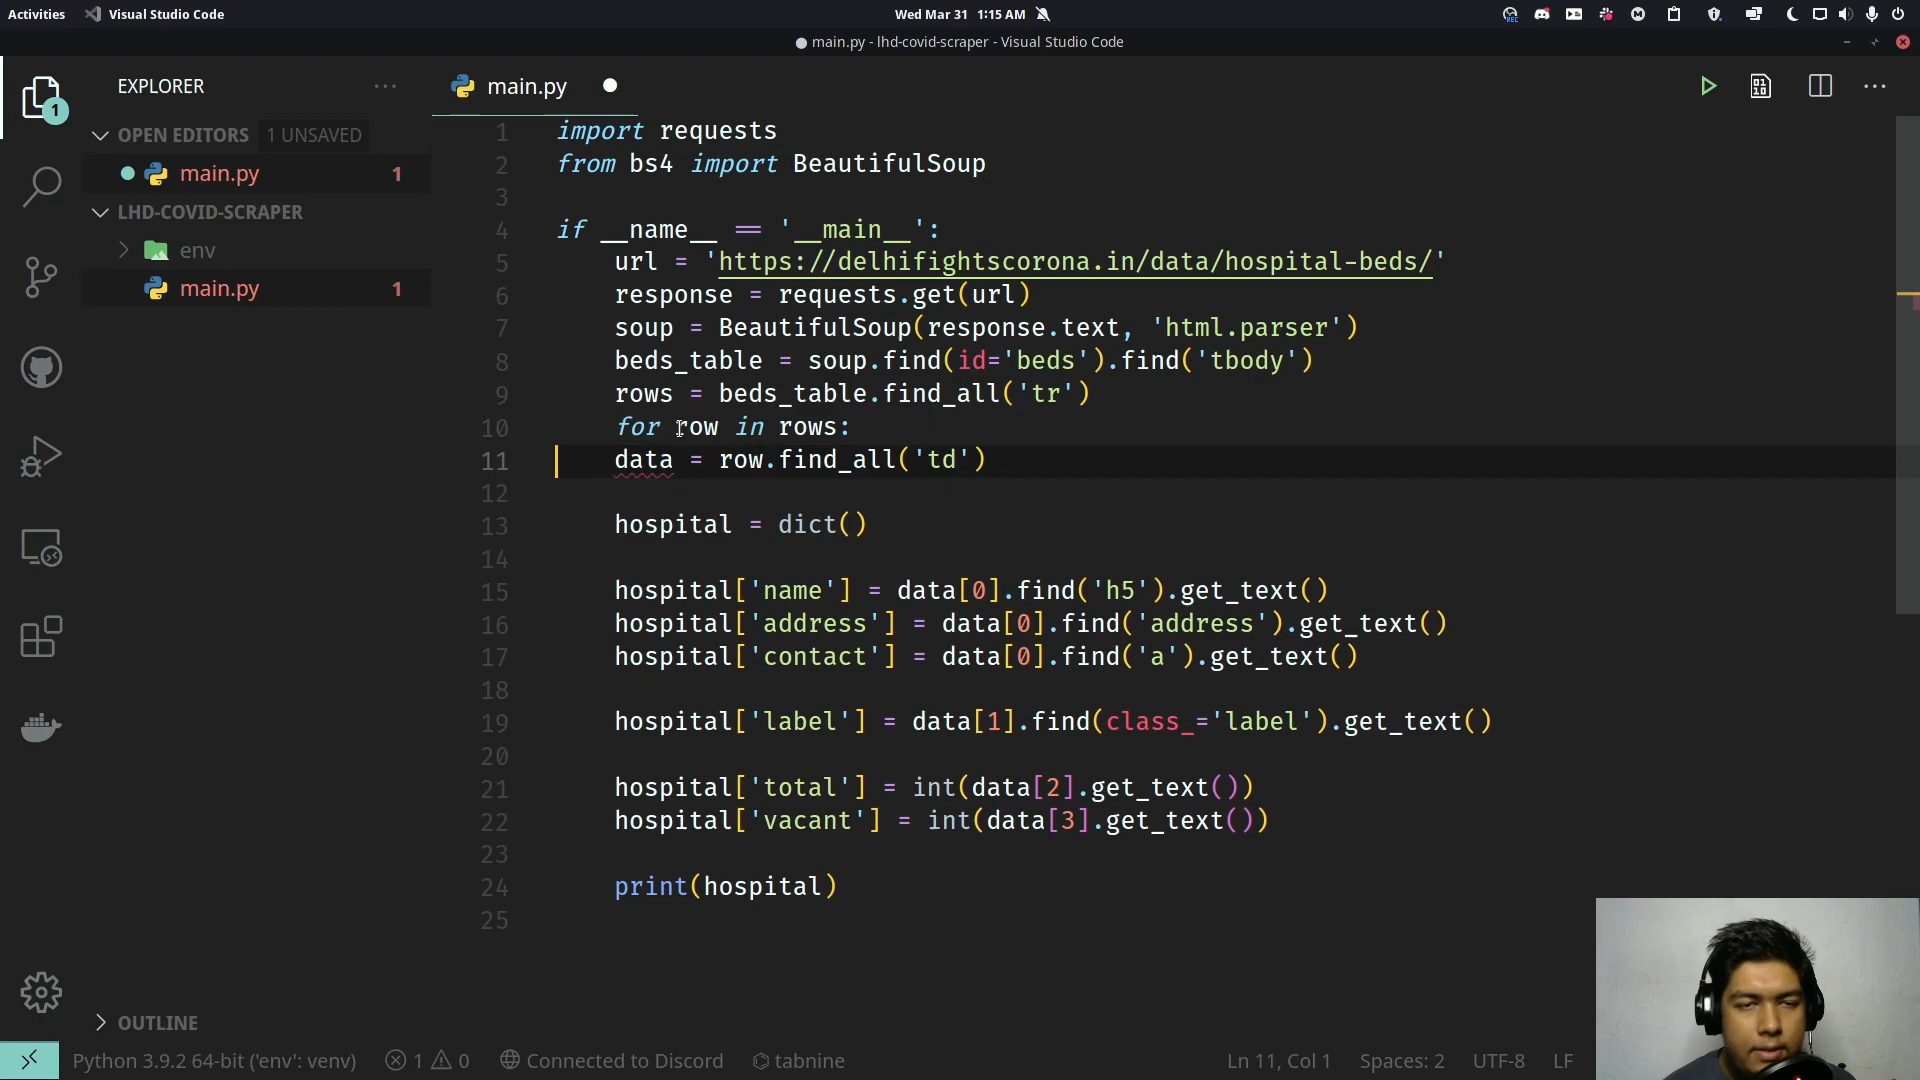 Activities Visual Studio Code Wed Mar 31 1:15 AM
main.py - lhd-covid-scraper - Visual Studio Code
EXPLORER
OPEN EDITORS 1 UNSAVED
main.py 1
LHD-COVID-SCRAPER
env
main.py 1
OUTLINE
1
main.py
1 import requests
2 from bs4 import BeautifulSoup
3
4 if __name__ == '__main__':
5 url = 'https://delhifightscorona.in/data/hospital-beds/'
6 response = requests.get(url)
7 soup = BeautifulSoup(response.text, 'html.parser')
8 beds_table = soup.find(id='beds').find('tbody')
9 rows = beds_table.find_all('tr')
10 for row in rows:
11 data = row.find_all('td')
12
13 hospital = dict()
14
15 hospital['name'] = data[0].find('h5').get_text()
16 hospital['address'] = data[0].find('address').get_text()
17 hospital['contact'] = data[0].find('a').get_text()
18
19 hospital['label'] = data[1].find(class_='label').get_text()
20
21 hospital['total'] = int(data[2].get_text())
22 hospital['vacant'] = int(data[3].get_text())
23
24 print(hospital)
25
Python 3.9.2 64-bit ('env': venv) 1 0 Connected to Discord tabnine Ln 11, Col 1 Spaces: 2 UTF-8 LF